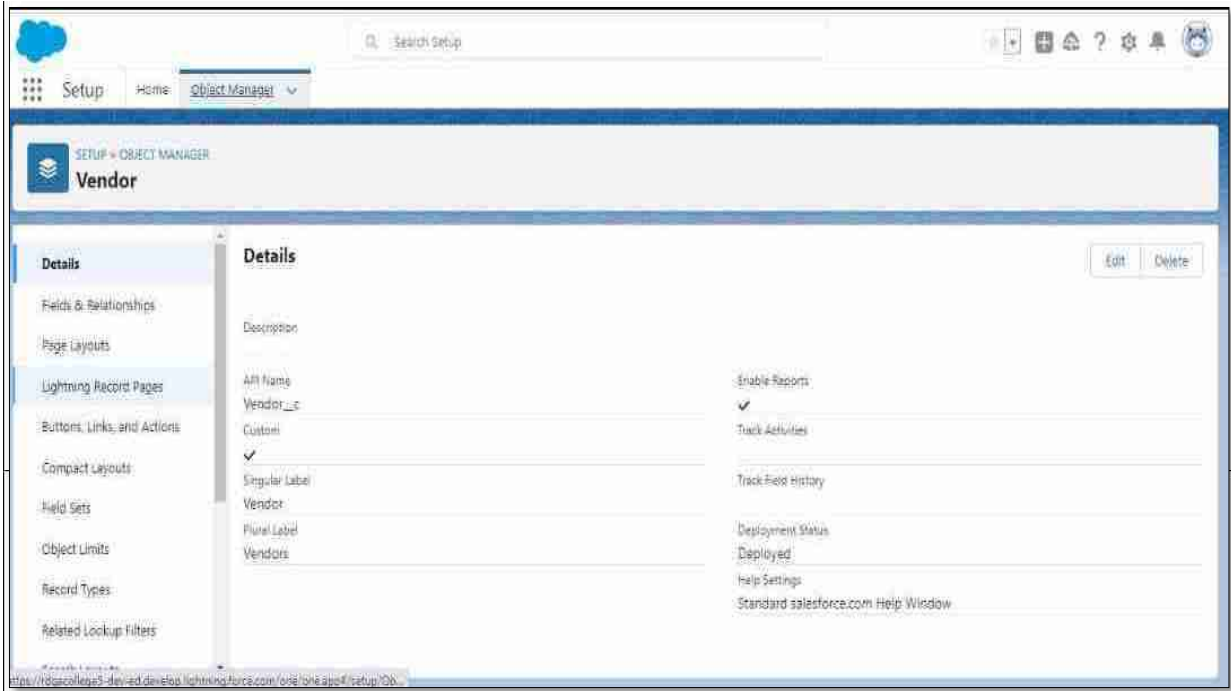 Search Setup
Setup Home Object Manager
SETUP > OBJECT MANAGER
Vendor
Details
Fields & Relationships
Page Layouts
Lightning Record Pages
Buttons, Links, and Actions
Compact Layouts
Field Sets
Object Limits
Record Types
Related Lookup Filters
Search Layouts
Details
Edit Delete
Description
API Name
Vendor__c
Custom
Singular Label
Vendor
Plural Label
Vendors
Enable Reports
Track Activities
Track Field History
Deployment Status
Deployed
Help Settings
Standard salesforce.com Help Window